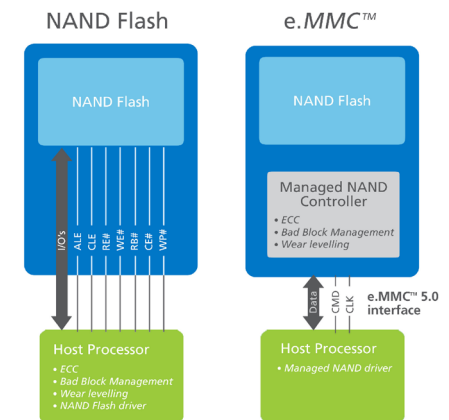 NAND Flash
NAND Flash
I/O's
ALE
CLE
RE#
WE#
RB#
CE#
WP#
Host Processor
• ECC
• Bad Block Management
• Wear levelling
• NAND Flash driver
e.MMC™
NAND Flash
Managed NAND
Controller
• ECC
• Bad Block Management
• Wear levelling
Data
CMD
CLK
e.MMC™ 5.0
interface
Host Processor
• Managed NAND driver